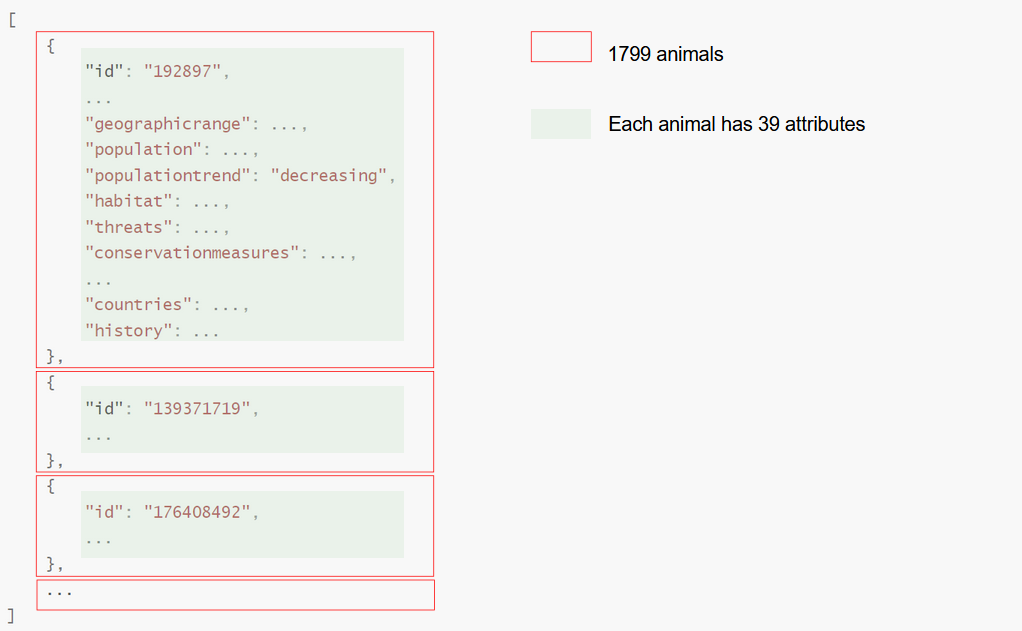 [
{
"id": "192897",
...
"geographicrange": ...,
"population": ...,
"populationtrend": "decreasing",
"habitat": ...,
"threats": ...,
"conservationmeasures": ...,
...
"countries": ...,
"history": ...
},
{
"id": "139371719",
...
},
{
"id": "176408492",
...
},
...
]
1799 animals
Each animal has 39 attributes